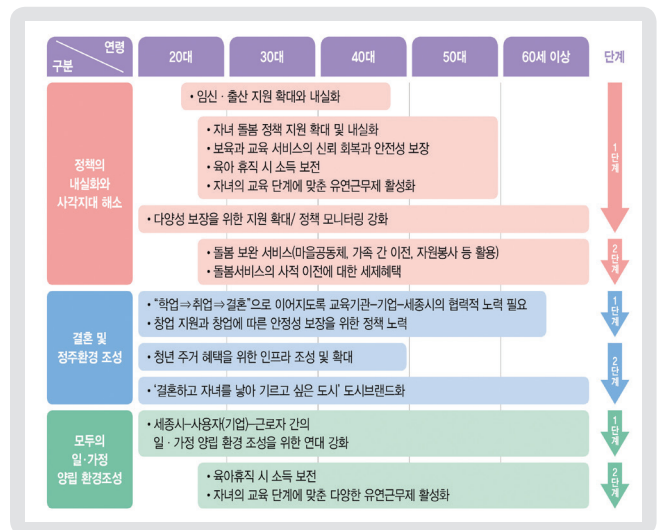 연령
구분
20대
30대
40대
50대
60세 이상
단계
정책의
내실화와
사각지대 해소
• 임신·출산 지원 확대와 내실화
• 자녀 돌봄 정책 지원 확대 및 내실화
• 보육과 교육 서비스의 신뢰 회복과 안전성 보장
• 육아 휴직 시 소득 보전
• 자녀의 교육 단계에 맞춘 유연근무제 활성화
1단계
• 다양성 보장을 위한 지원 확대/ 정책 모니터링 강화
• 돌봄 보완 서비스(마을공동체, 가족 간 이전, 자원봉사 등 활용)
• 돌봄서비스의 사적 이전에 대한 세제혜택
2단계
결혼 및
정주환경 조성
• “학업⇒취업⇒결혼”으로 이어지도록 교육기관–기업–세종시의 협력적 노력 필요
• 창업 지원과 창업에 따른 안정성 보장을 위한 정책 노력
1단계
• 청년 주거 혜택을 위한 인프라 조성 및 확대
• ‘결혼하고 자녀를 낳아 기르고 싶은 도시’ 도시브랜드화
2단계
모두의
일·가정
양립 환경조성
• 세종시–사용자(기업)–근로자 간의
일·가정 양립 환경 조성을 위한 연대 강화
1단계
• 육아휴직 시 소득 보전
• 자녀의 교육 단계에 맞춘 다양한 유연근무제 활성화
2단계